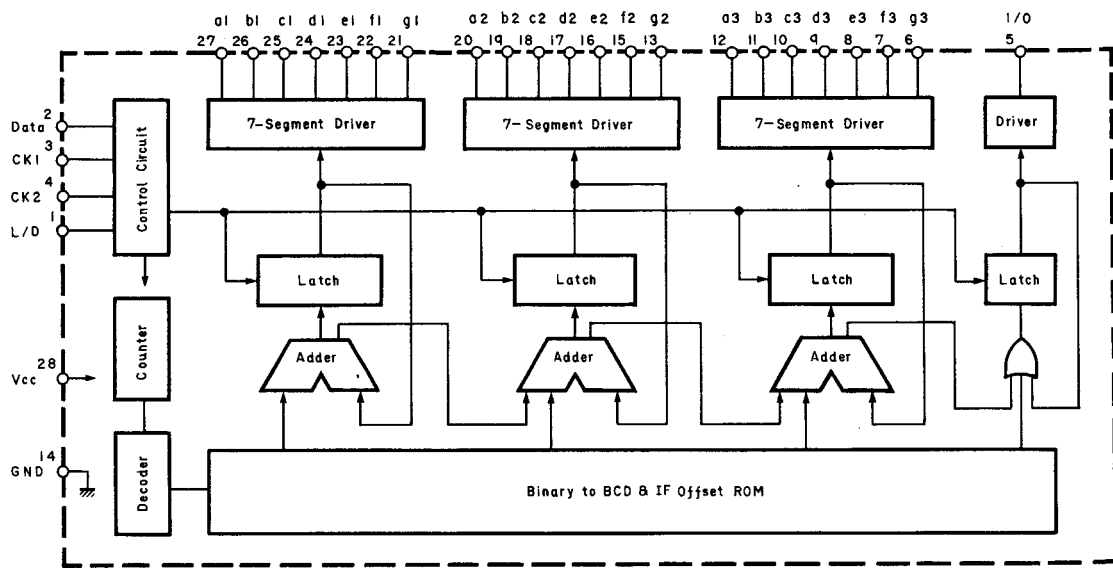 a1 b1 c1 d1 e1 f1 g1 a2 b2 c2 d2 e2 f2 g2 a3 b3 c3 d3 e3 f3 g3 1/0
27 26 25 24 23 22 21 20 19 18 17 16 15 13 12 11 10 9 8 7 6 5
7-Segment Driver 7-Segment Driver 7-Segment Driver Driver
Data 2
CK1 3
CK2 4
L/D 1
Control Circuit
Latch Latch Latch Latch
Counter
Adder Adder Adder
Vcc 28
GND 14
Decoder
Binary to BCD & IF Offset ROM